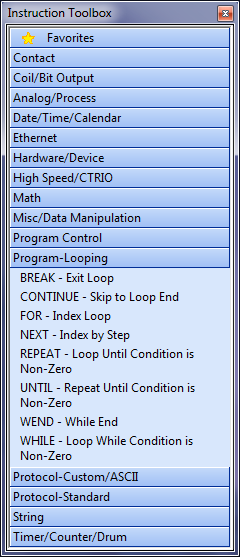 Instruction Toolbox
Favorites
Contact
Coil/Bit Output
Analog/Process
Date/Time/Calendar
Ethernet
Hardware/Device
High Speed/CTRIO
Math
Misc/Data Manipulation
Program Control
Program-Looping
BREAK - Exit Loop
CONTINUE - Skip to Loop End
FOR - Index Loop
NEXT - Index by Step
REPEAT - Loop Until Condition is
Non-Zero
UNTIL - Repeat Until Condition is
Non-Zero
WEND - While End
WHILE - Loop While Condition is
Non-Zero
Protocol-Custom/ASCII
Protocol-Standard
String
Timer/Counter/Drum